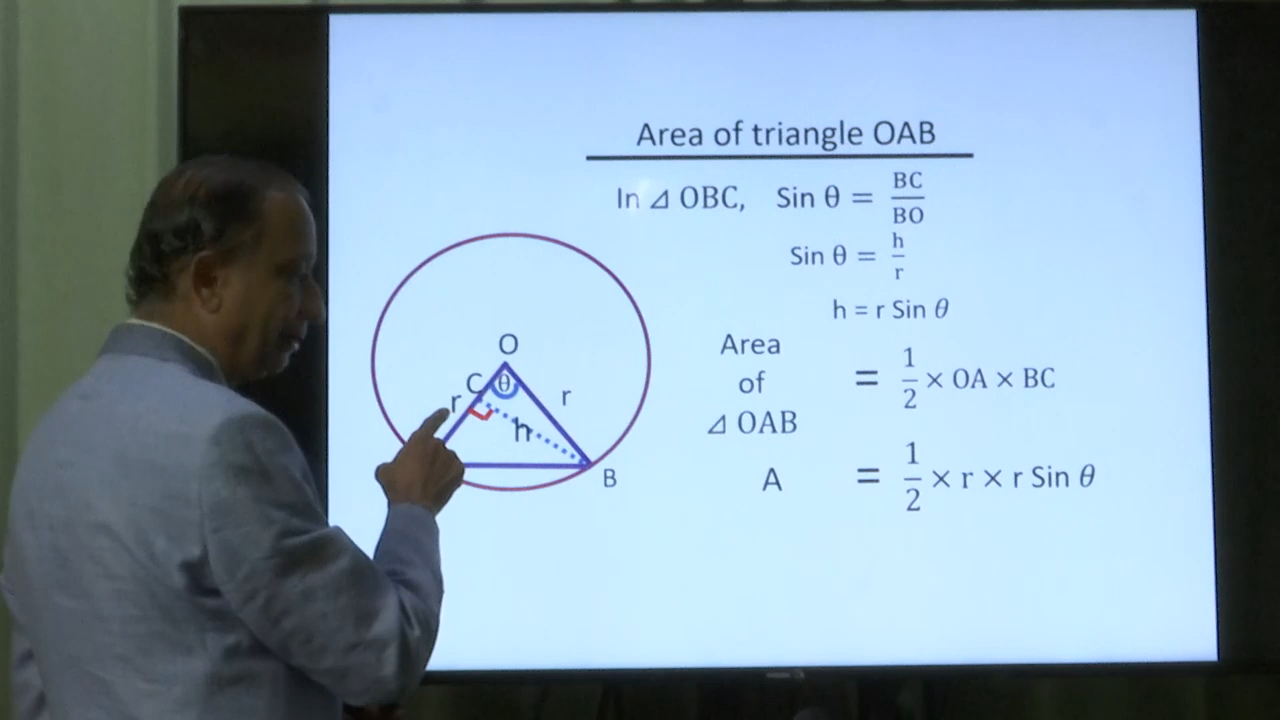 Area of triangle OAB
In ⊿ OBC, Sin θ = BC/BO
Sin θ = h/r
h = r Sin θ
Area of ⊿ OAB = 1/2 × OA × BC
A = 1/2 × r × r Sin θ
O
C θ
r r
h
B